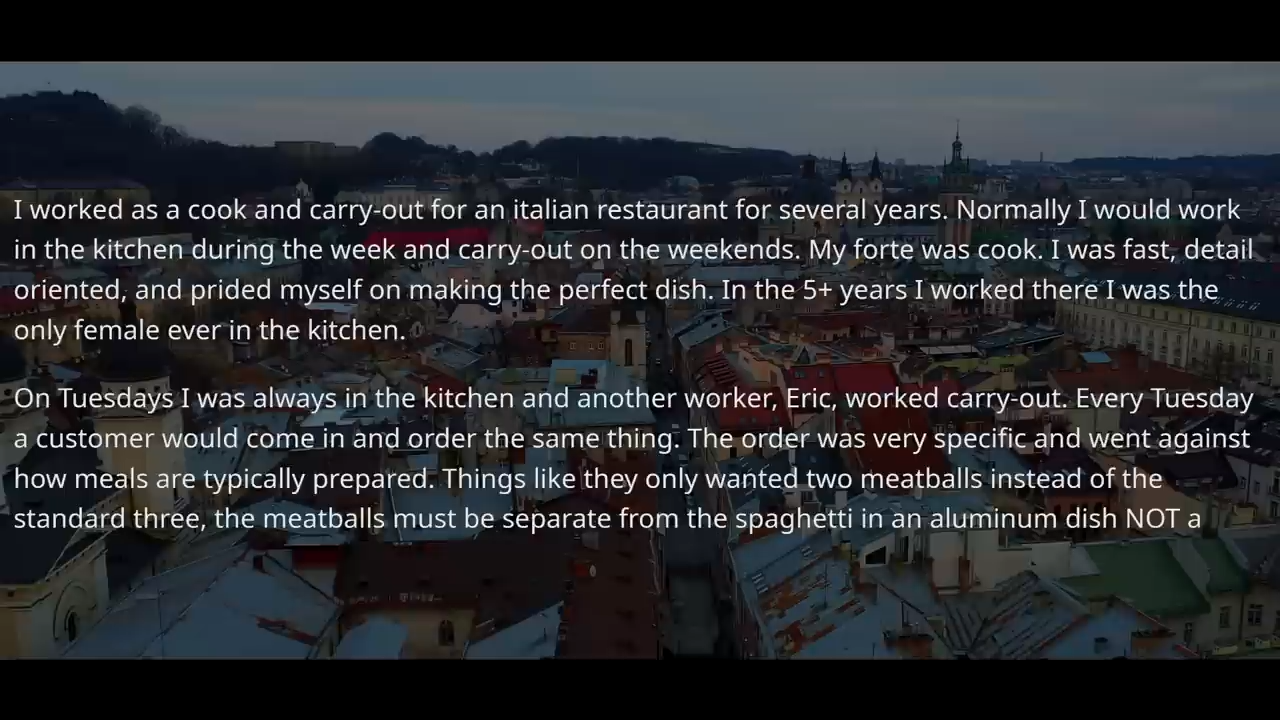 I worked as a cook and carry-out for an italian restaurant for several years. Normally I would work
in the kitchen during the week and carry-out on the weekends. My forte was cook. I was fast, detail
oriented, and prided myself on making the perfect dish. In the 5+ years I worked there I was the
only female ever in the kitchen.
On Tuesdays I was always in the kitchen and another worker, Eric, worked carry-out. Every Tuesday
a customer would come in and order the same thing. The order was very specific and went against
how meals are typically prepared. Things like they only wanted two meatballs instead of the
standard three, the meatballs must be separate from the spaghetti in an aluminum dish NOT a